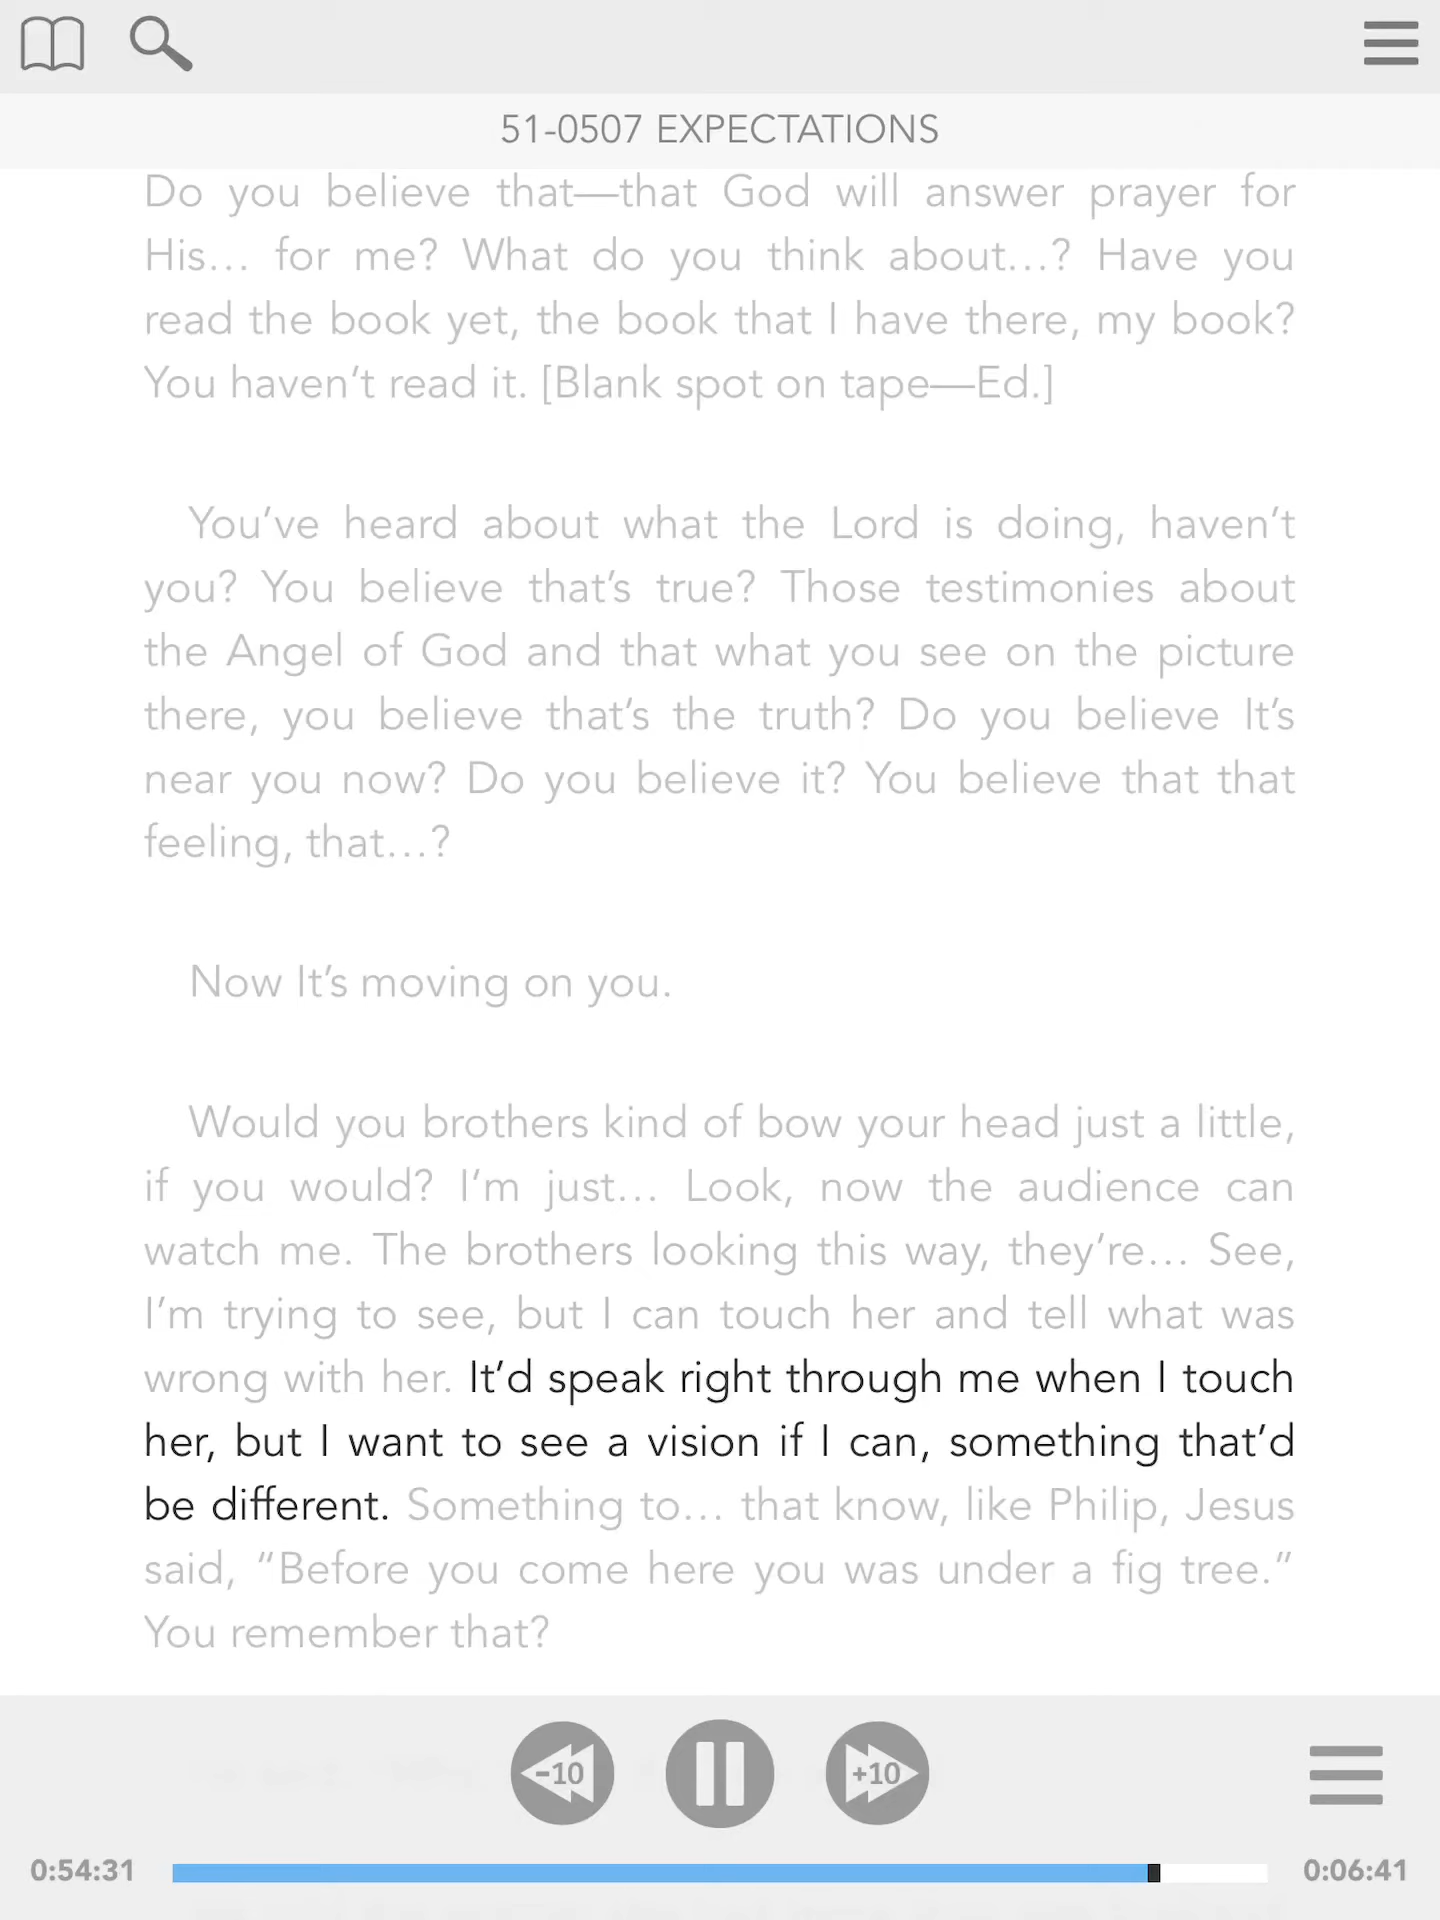 51-0507 EXPECTATIONS
Do you believe that—that God will answer prayer for
His… for me? What do you think about…? Have you
read the book yet, the book that I have there, my book?
You haven’t read it. [Blank spot on tape—Ed.]
You’ve heard about what the Lord is doing, haven’t
you? You believe that’s true? Those testimonies about
the Angel of God and that what you see on the picture
there, you believe that’s the truth? Do you believe It’s
near you now? Do you believe it? You believe that that
feeling, that…?
Now It’s moving on you.
Would you brothers kind of bow your head just a little,
if you would? I’m just… Look, now the audience can
watch me. The brothers looking this way, they’re… See,
I’m trying to see, but I can touch her and tell what was
wrong with her. It’d speak right through me when I touch
her, but I want to see a vision if I can, something that’d
be different. Something to… that know, like Philip, Jesus
said, “Before you come here you was under a fig tree.”
You remember that?
-10 +10
0:54:31 0:06:41